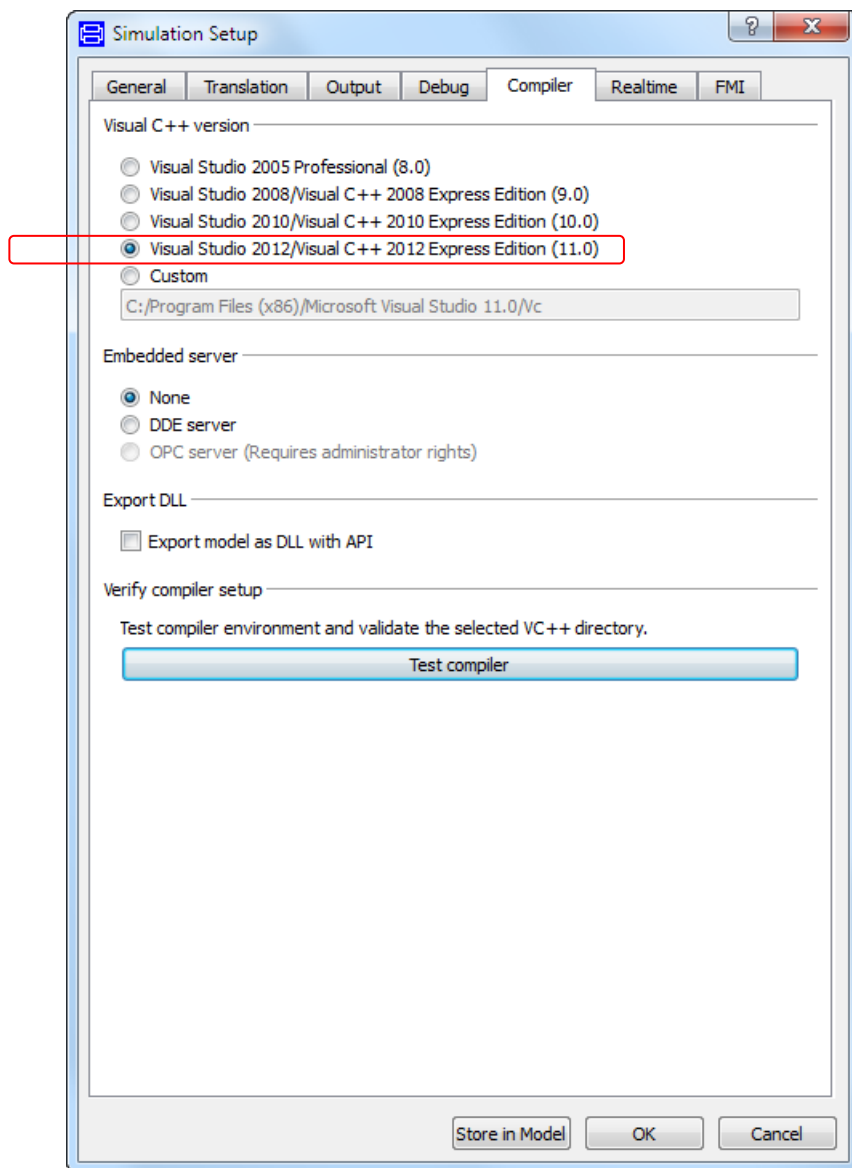 Simulation Setup
General Translation Output Debug Compiler Realtime FMI
Visual C++ version
Visual Studio 2005 Professional (8.0)
Visual Studio 2008/Visual C++ 2008 Express Edition (9.0)
Visual Studio 2010/Visual C++ 2010 Express Edition (10.0)
Visual Studio 2012/Visual C++ 2012 Express Edition (11.0)
Custom
C:/Program Files (x86)/Microsoft Visual Studio 11.0/Vc
Embedded server
None
DDE server
OPC server (Requires administrator rights)
Export DLL
Export model as DLL with API
Verify compiler setup
Test compiler environment and validate the selected VC++ directory.
Test compiler
Store in Model OK Cancel